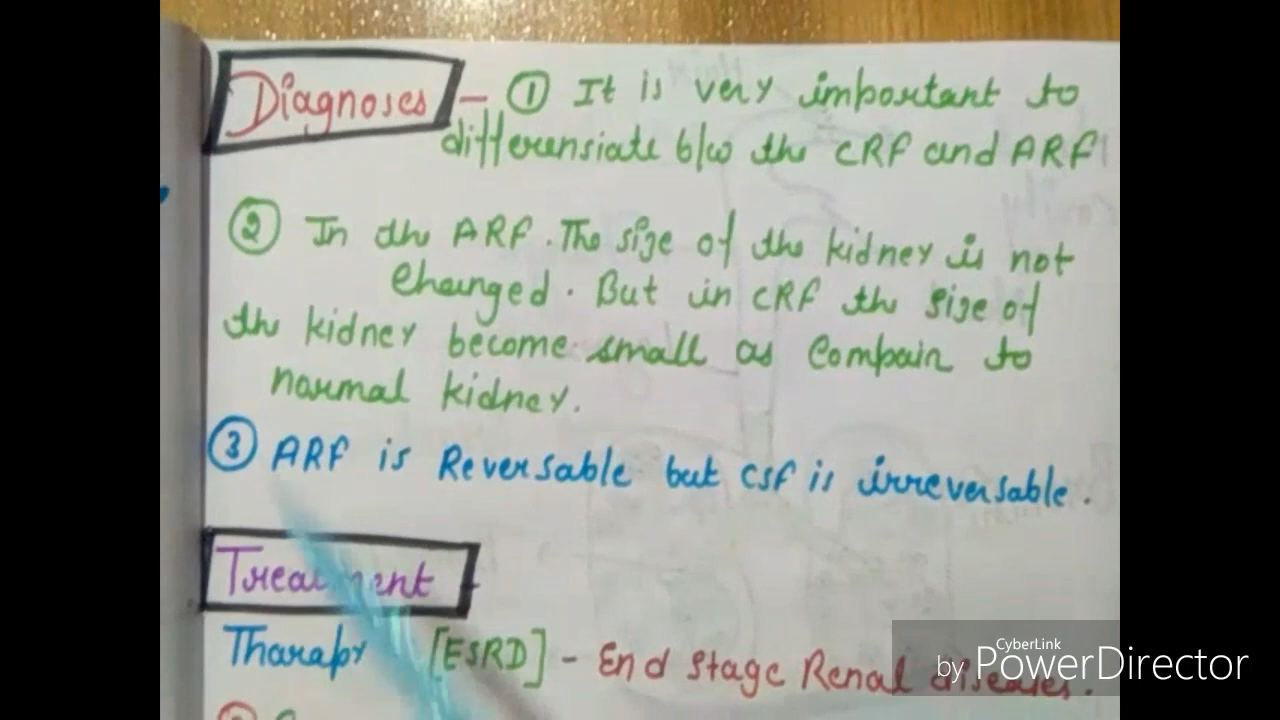 Diagnoses - ① It is very important to
differensiate b/w the CRF and ARF
② In the ARF. The size of the kidney is not
Changed. But in CRF the size of
the kidney become small as Compain to
normal kidney.
③ ARF is Reversable but CSF is irreversable.
Treatment -
Tharapy [ESRD] - End Stage Renal diseases.
CyberLink
by PowerDirector